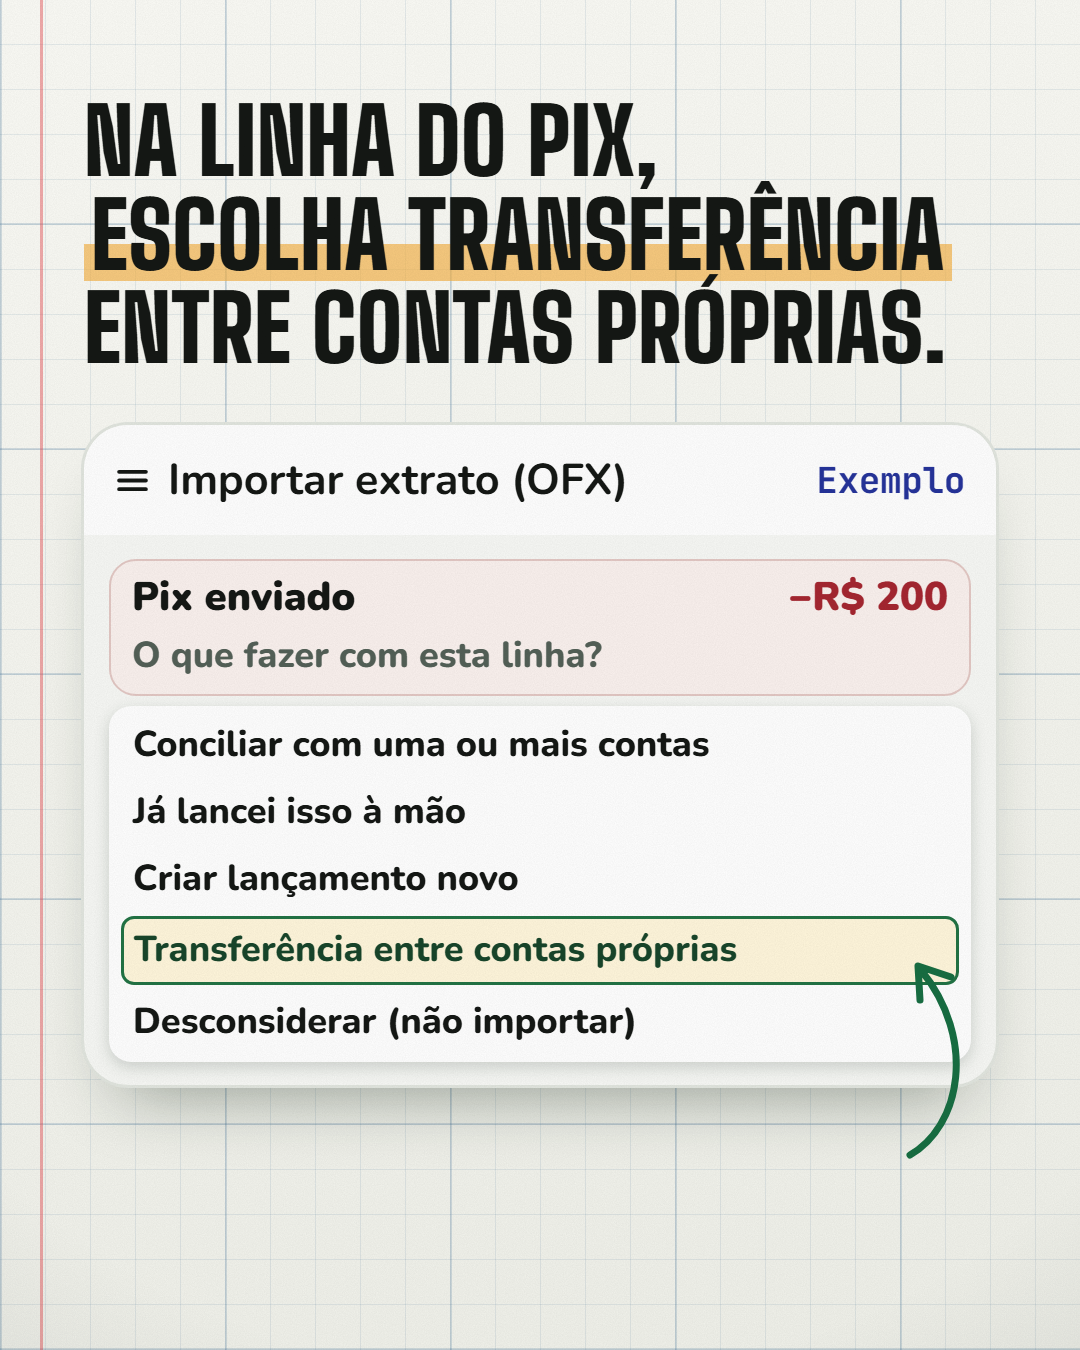 NA LINHA DO PIX,
ESCOLHA TRANSFERÊNCIA
ENTRE CONTAS PRÓPRIAS.
Importar extrato (OFX) Exemplo
Pix enviado –R$ 200
O que fazer com esta linha?
Conciliar com uma ou mais contas
Já lancei isso à mão
Criar lançamento novo
Transferência entre contas próprias
Desconsiderar (não importar)